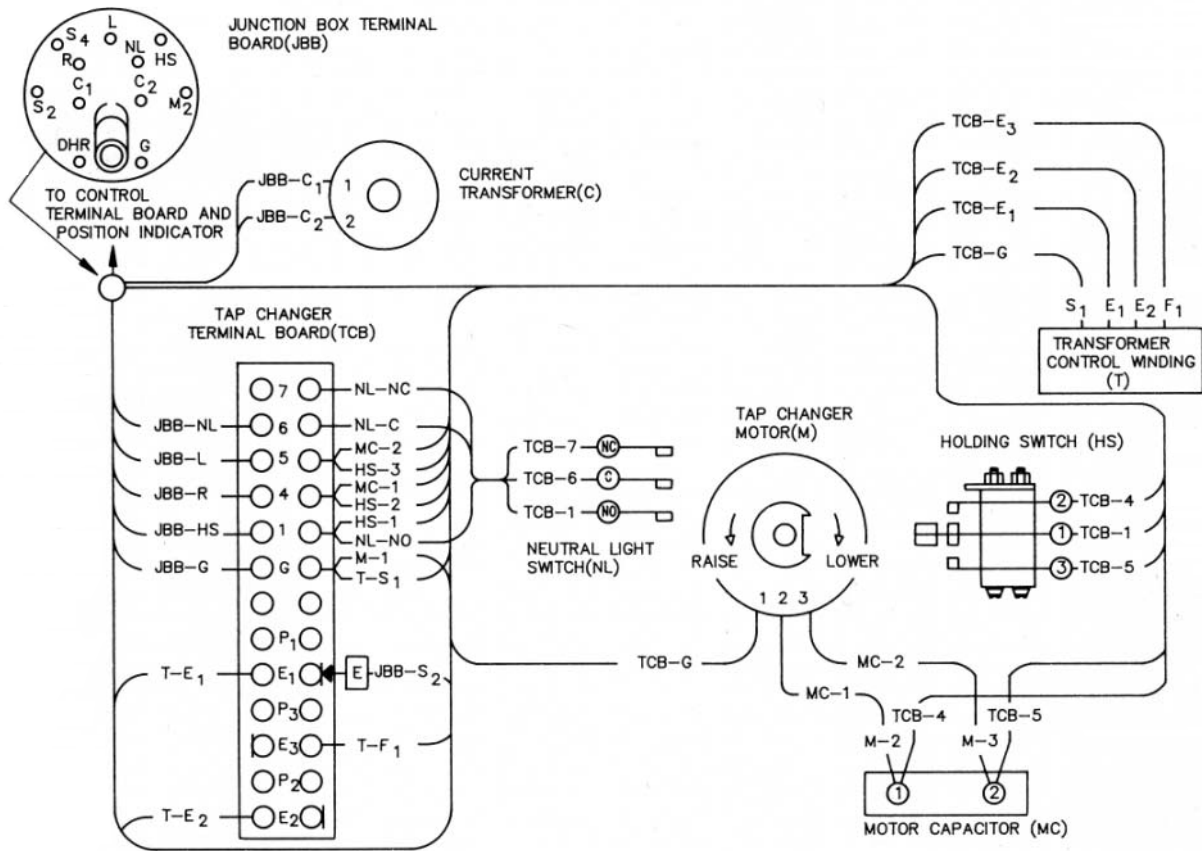 L
S4
R
NL
HS
C1
C2
S2
M2
DHR
G
JUNCTION BOX TERMINAL
BOARD(JBB)
TO CONTROL
TERMINAL BOARD AND
POSITION INDICATOR
JBB-C1
1
JBB-C2
2
CURRENT
TRANSFORMER(C)
TCB-E3
TCB-E2
TCB-E1
TCB-G
S1 E1 E2 F1
TRANSFORMER
CONTROL WINDING
(T)
TAP CHANGER
TERMINAL BOARD(TCB)
7 NL-NC
JBB-NL 6 NL-C
JBB-L 5 MC-2
HS-3
JBB-R 4 MC-1
HS-2
JBB-HS 1 HS-1
NL-NO
JBB-G G M-1
T-S1
P1
T-E1 E1 E JBB-S2
P3
E3 T-F1
P2
T-E2 E2
TCB-7 NC
TCB-6 C
TCB-1 NO
NEUTRAL LIGHT
SWITCH(NL)
TAP CHANGER
MOTOR(M)
RAISE LOWER
1 2 3
TCB-G
MC-2
MC-1
HOLDING SWITCH (HS)
2 TCB-4
1 TCB-1
3 TCB-5
TCB-4 TCB-5
M-2 M-3
1 2
MOTOR CAPACITOR (MC)